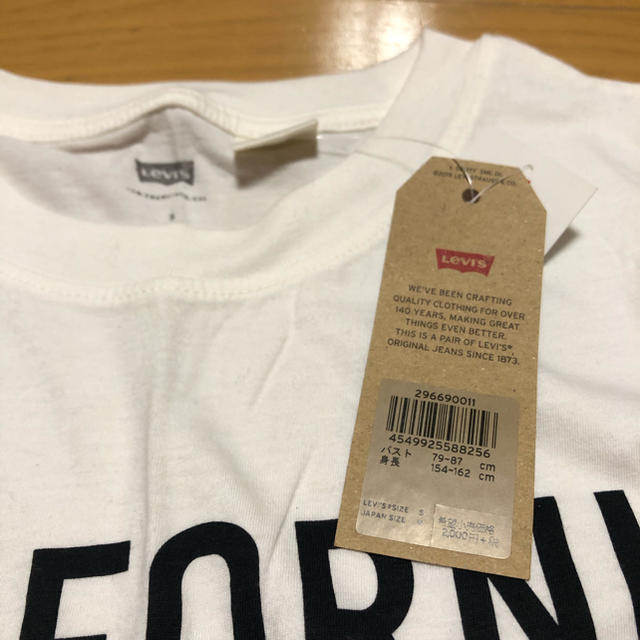 LEVI'S
S
LEVI'S
WE'VE BEEN CRAFTING
QUALITY CLOTHING FOR OVER
140 YEARS, MAKING GREAT
THINGS EVEN BETTER.
THIS IS A PAIR OF LEVI'S®
ORIGINAL JEANS SINCE 1873.
296690011
4549925588256
バスト 79-87 cm
身長 154-162 cm
LEVI'S®SIZE S
JAPAN SIZE
2,000円+税
FORNI